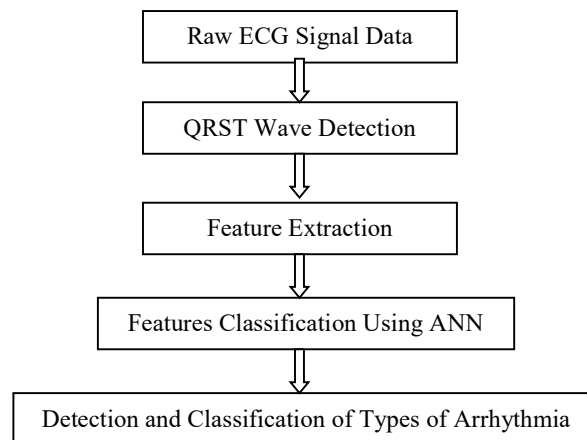 Raw ECG Signal Data
QRST Wave Detection
Feature Extraction
Features Classification Using ANN
Detection and Classification of Types of Arrhythmia